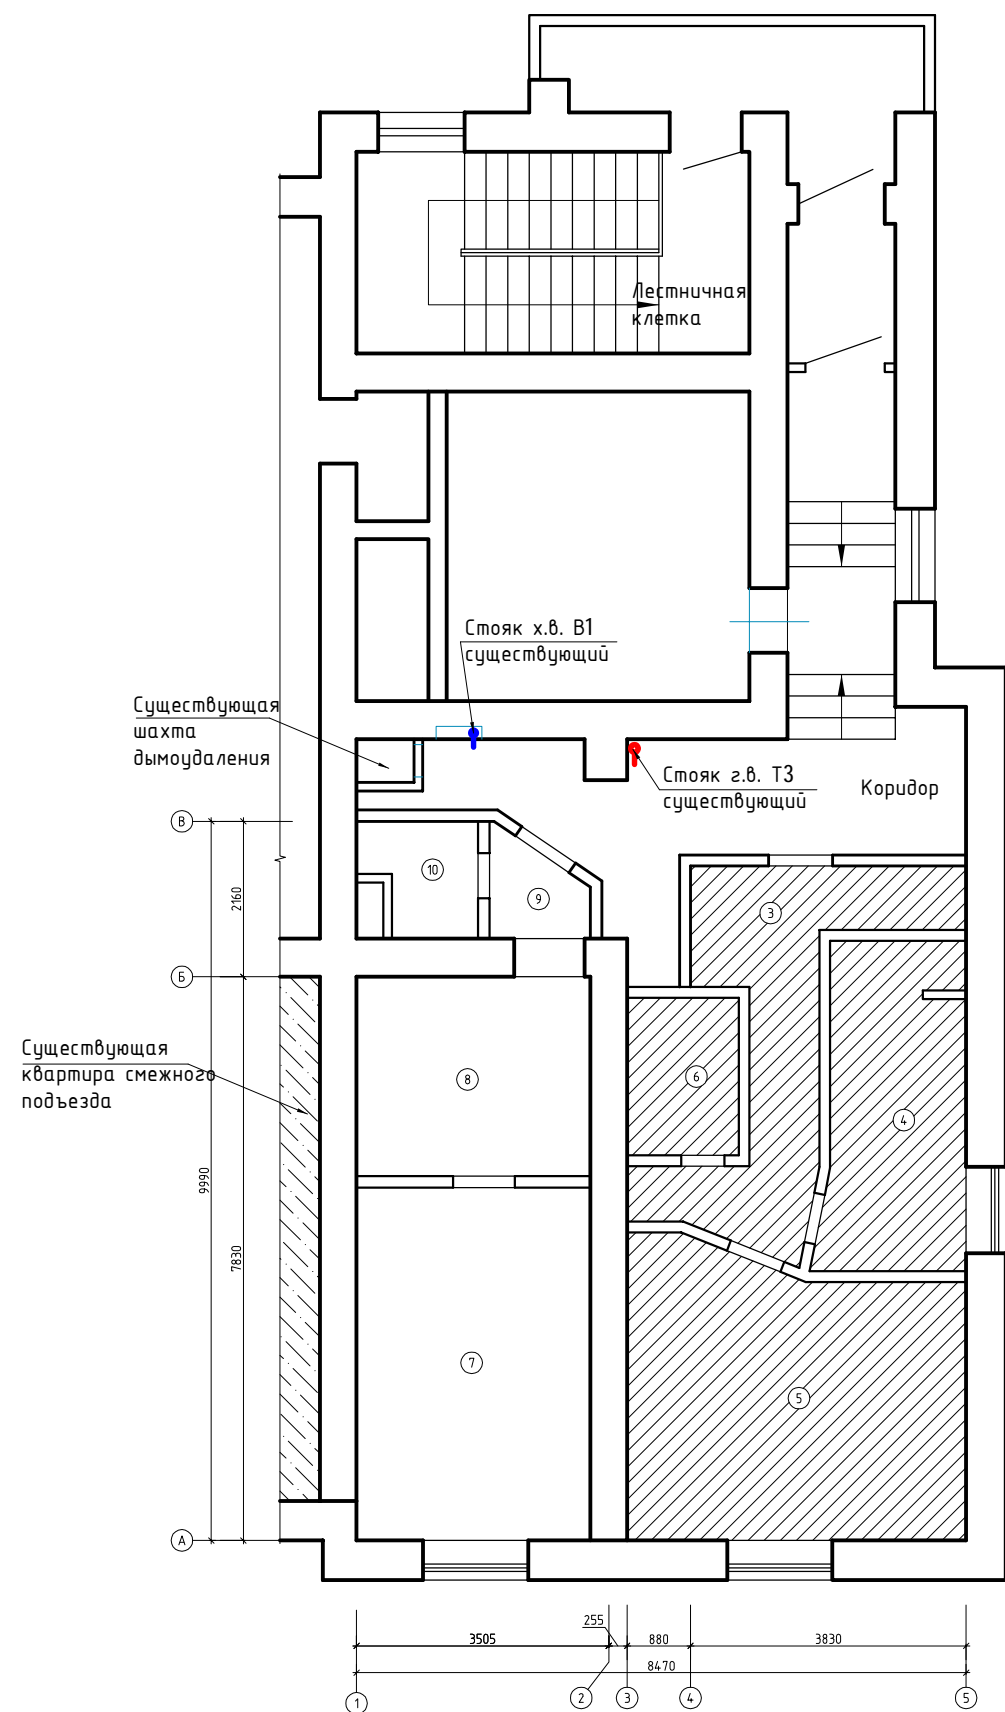 Лестничная
клетка
Стояк х.в. В1
существующий
Существующая
шахта
дымоудаления
Стояк г.в. Т3
существующий
Коридор
В
10
9
3
2160
Б
Существующая
квартира смежного
подъезда
8
6
4
9990
7830
7
5
А
255
3505
880
3830
8470
1
2
3
4
5